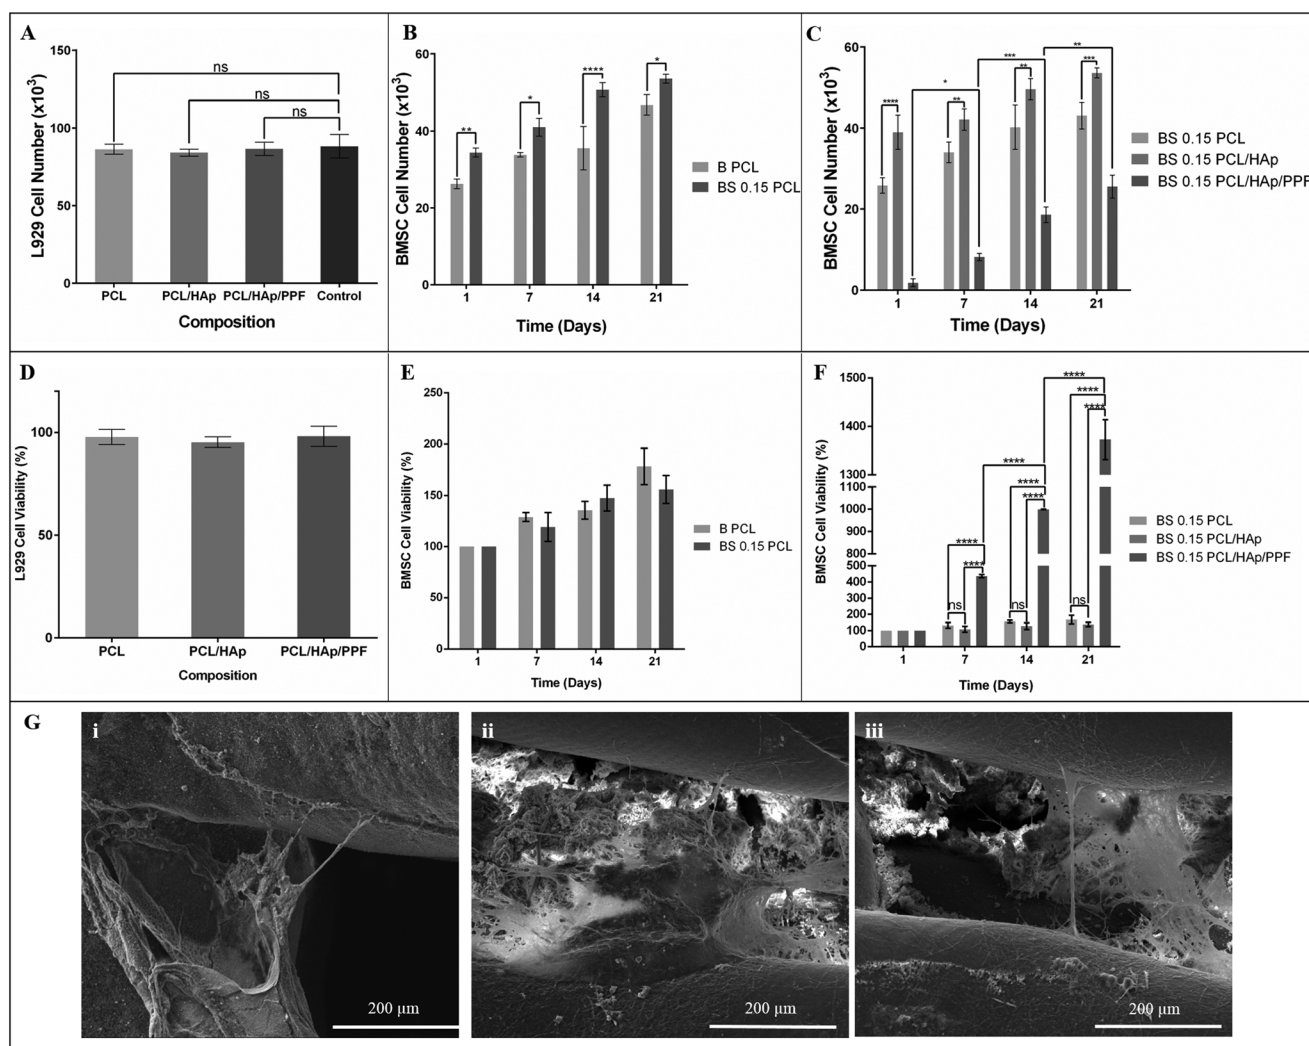 A
150
100
50
0
L929 Cell Number (x10³)
ns
ns
ns
PCL
PCL/HAp
PCL/HAp/PPF
Control
Composition
B
60
40
20
0
BMSC Cell Number (x10³)
**
*
****
*
1
7
14
21
Time (Days)
B PCL
BS 0.15 PCL
C
60
40
20
0
BMSC Cell Number (x10³)
****
*
**
***
**
**
***
1
7
14
21
Time (Days)
BS 0.15 PCL
BS 0.15 PCL/HAp
BS 0.15 PCL/HAp/PPF
D
100
50
0
L929 Cell Viability (%)
PCL
PCL/HAp
PCL/HAp/PPF
Composition
E
250
200
150
100
50
0
BMSC Cell Viability (%)
1
7
14
21
Time (Days)
B PCL
BS 0.15 PCL
F
1500
1400
1300
1100
1000
900
800
500
400
300
200
100
0
BMSC Cell Viability (%)
****
****
****
****
****
****
****
****
ns
ns
ns
1
7
14
21
Time (Days)
BS 0.15 PCL
BS 0.15 PCL/HAp
BS 0.15 PCL/HAp/PPF
G
i
200 µm
ii
200 µm
iii
200 µm